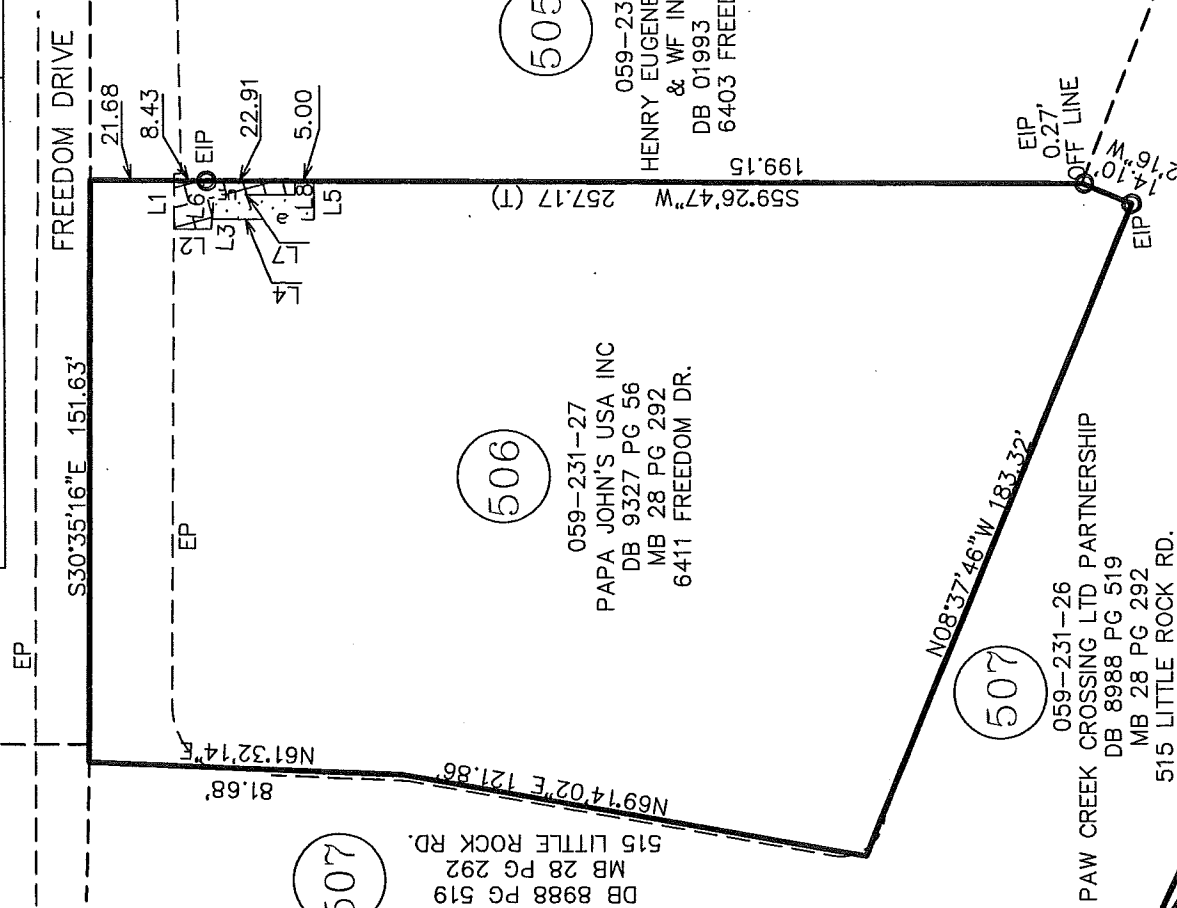 FREEDOM DRIVE
EP
S30°35'16"E 151.63'
21.68
8.43
EIP
22.91
5.00
L1
L2
L3
L4
L5
L6
L7
L8
e
505
059-23
HENRY EUGENE
& WF IN
DB 01993
6403 FREED
S59°26'47"W 257.17 (T)
199.15
EIP
0.27'
OFF LINE
14.10'
2'16"W
EIP
EP
506
059-231-27
PAPA JOHN'S USA INC
DB 9327 PG 56
MB 28 PG 292
6411 FREEDOM DR.
N08°37'46"W 183.32'
N61°32'14"E
81.68'
N69°14'02"E 121.86'
507
DB 8988 PG 519
MB 28 PG 292
515 LITTLE ROCK RD.
507
059-231-26
PAW CREEK CROSSING LTD PARTNERSHIP
DB 8988 PG 519
MB 28 PG 292
515 LITTLE ROCK RD.